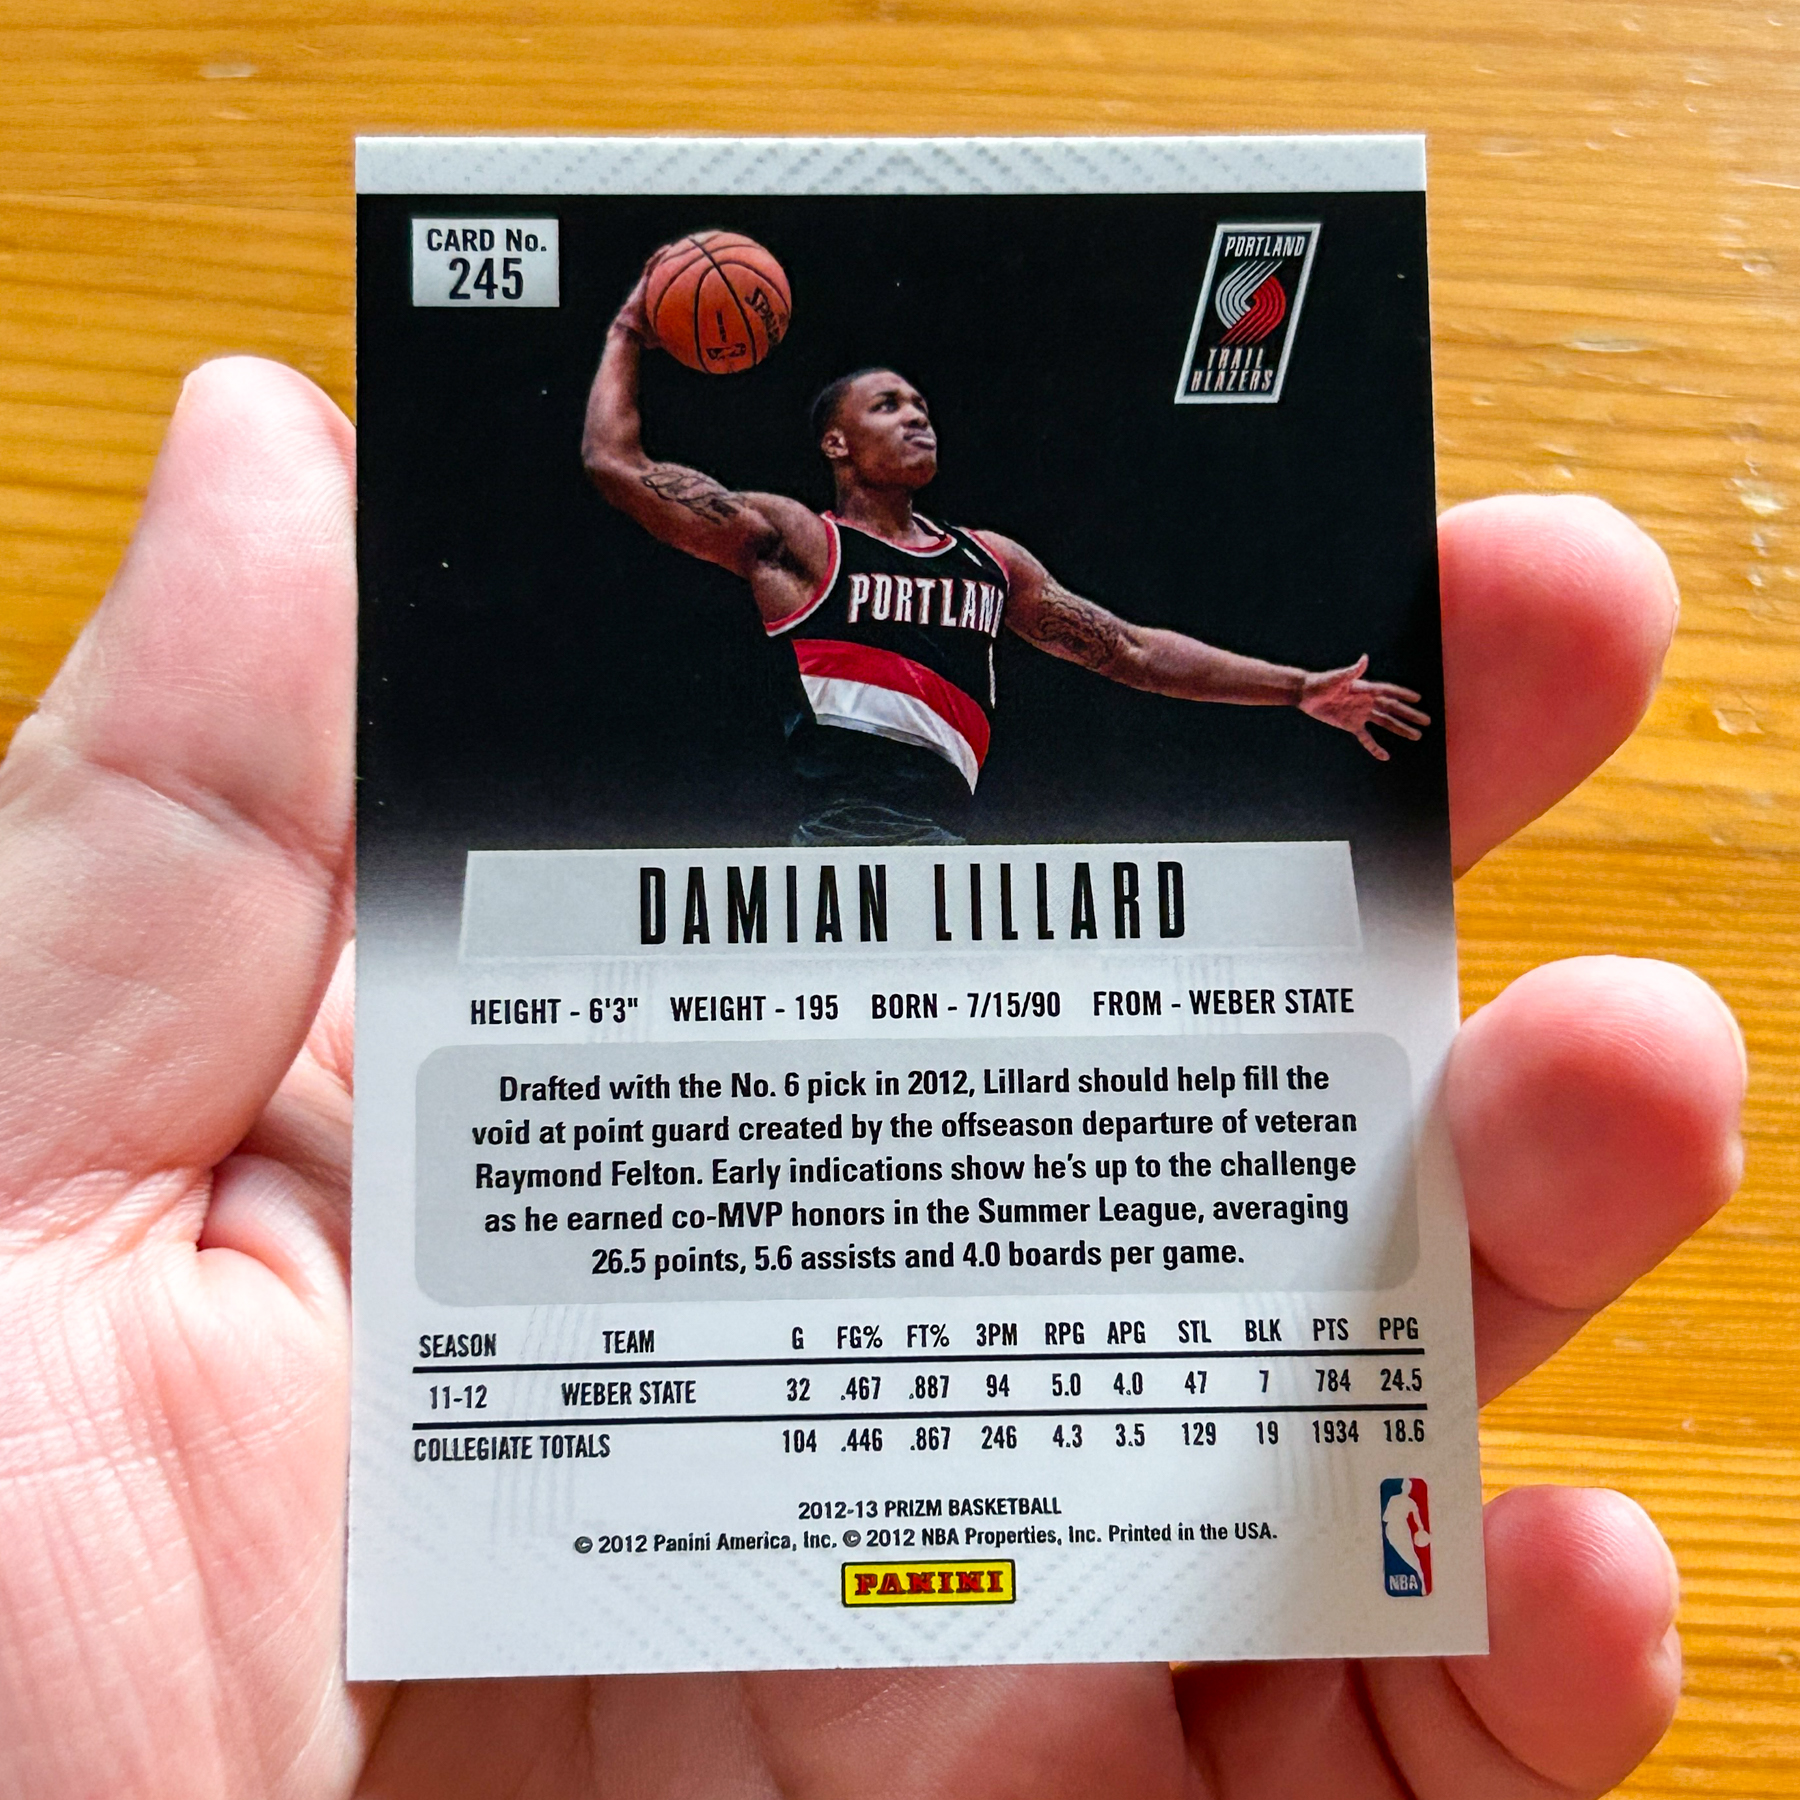 CARD No.
245
SPALDING
PORTLAND
TRAIL
BLAZERS
PORTLAND
DAMIAN LILLARD
HEIGHT - 6'3" WEIGHT - 195 BORN - 7/15/90 FROM - WEBER STATE
Drafted with the No. 6 pick in 2012, Lillard should help fill the
void at point guard created by the offseason departure of veteran
Raymond Felton. Early indications show he's up to the challenge
as he earned co-MVP honors in the Summer League, averaging
26.5 points, 5.6 assists and 4.0 boards per game.
SEASON TEAM G FG% FT% 3PM RPG APG STL BLK PTS PPG
11-12 WEBER STATE 32 .467 .887 94 5.0 4.0 47 7 784 24.5
COLLEGIATE TOTALS 104 .446 .867 246 4.3 3.5 129 19 1934 18.6
2012-13 PRIZM BASKETBALL
© 2012 Panini America, Inc. © 2012 NBA Properties, Inc. Printed in the USA.
PANINI
NBA